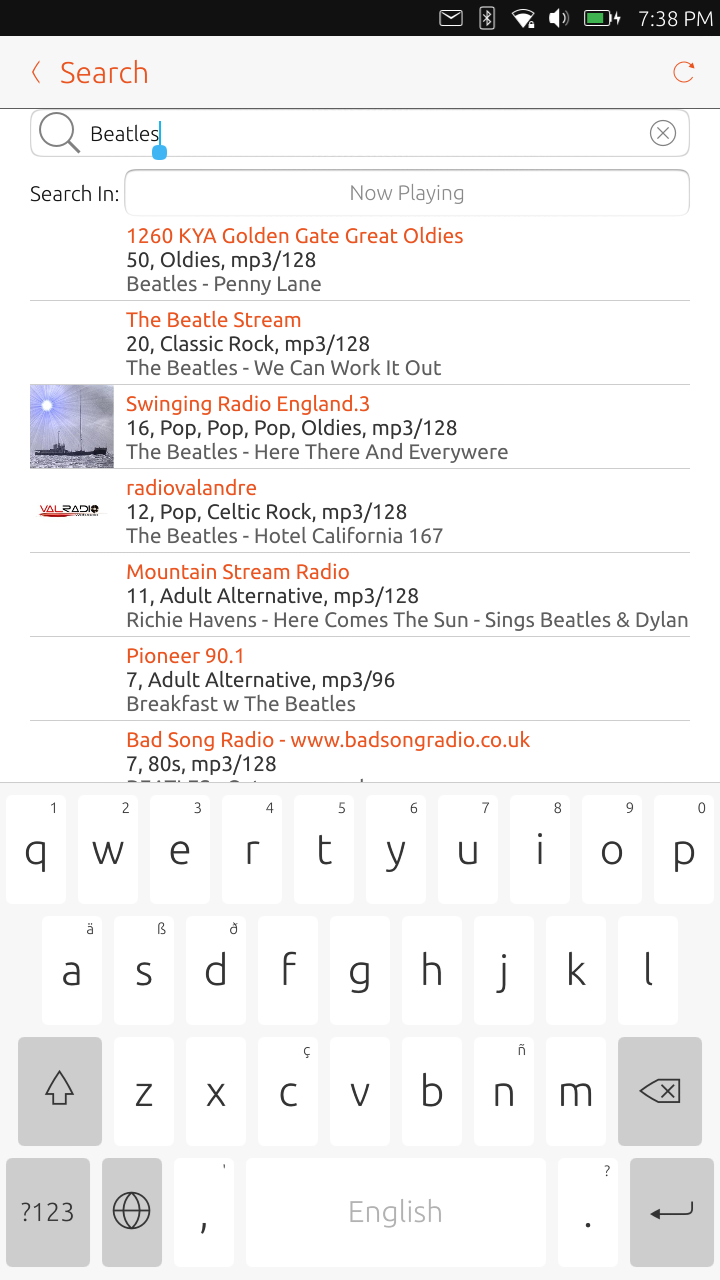 7:38 PM
Search
Beatles
Search In: Now Playing
1260 KYA Golden Gate Great Oldies
50, Oldies, mp3/128
Beatles - Penny Lane
The Beatle Stream
20, Classic Rock, mp3/128
The Beatles - We Can Work It Out
Swinging Radio England.3
16, Pop, Pop, Pop, Oldies, mp3/128
The Beatles - Here There And Everywere
VALRADIO
radiovalandre
12, Pop, Celtic Rock, mp3/128
The Beatles - Hotel California 167
Mountain Stream Radio
11, Adult Alternative, mp3/128
Richie Havens - Here Comes The Sun - Sings Beatles & Dylan
Pioneer 90.1
7, Adult Alternative, mp3/96
Breakfast w The Beatles
Bad Song Radio - www.badsongradio.co.uk
7, 80s, mp3/128
1 2 3 4 5 6 7 8 9 0
q w e r t y u i o p
ä ß ð
a s d f g h j k l
ç ñ
z x c v b n m
' ?
?123 , English .